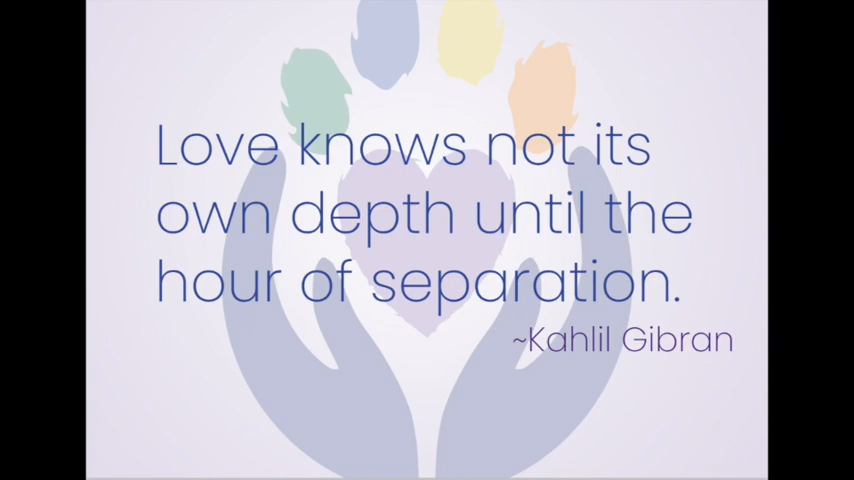 Love knows not its
own depth until the
hour of separation.
~Kahlil Gibran